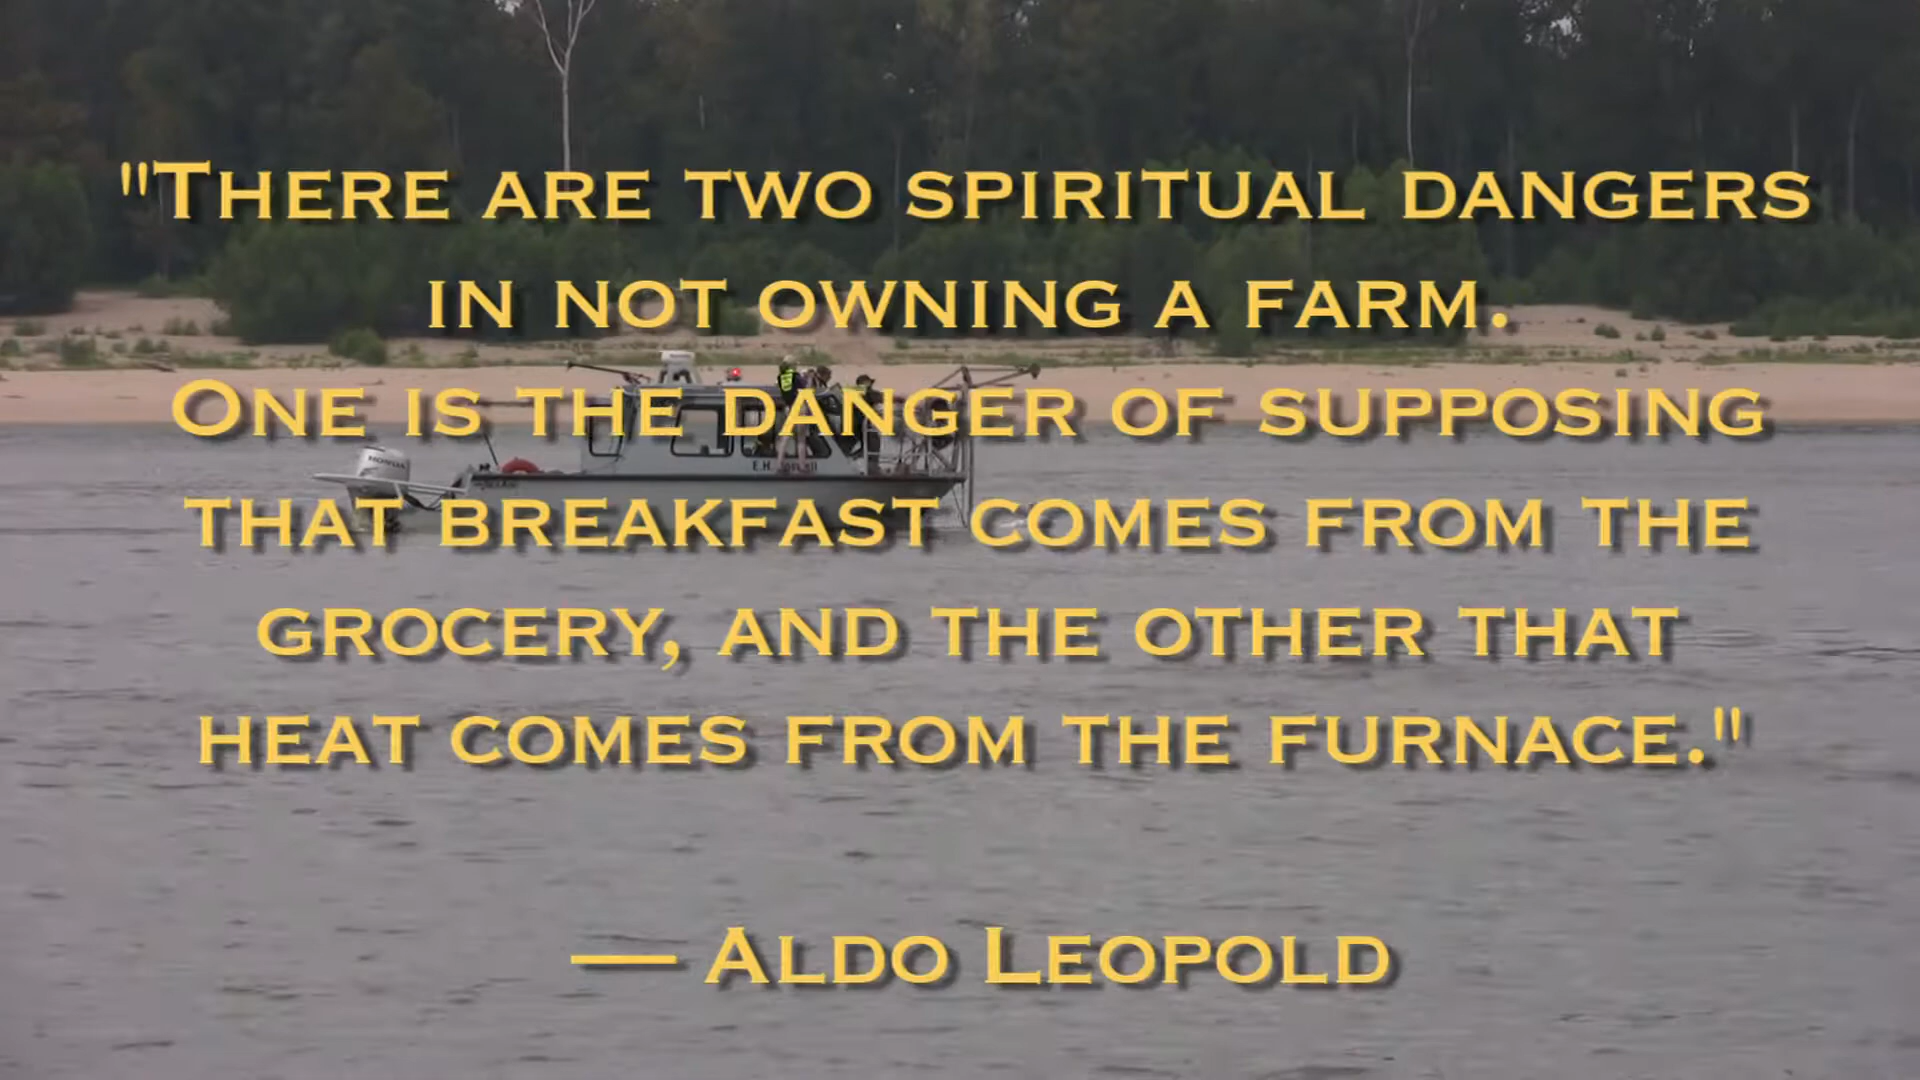 "There are two spiritual dangers
in not owning a farm.
One is the danger of supposing
that breakfast comes from the
grocery, and the other that
heat comes from the furnace."
— Aldo Leopold
HONDA
E.H.